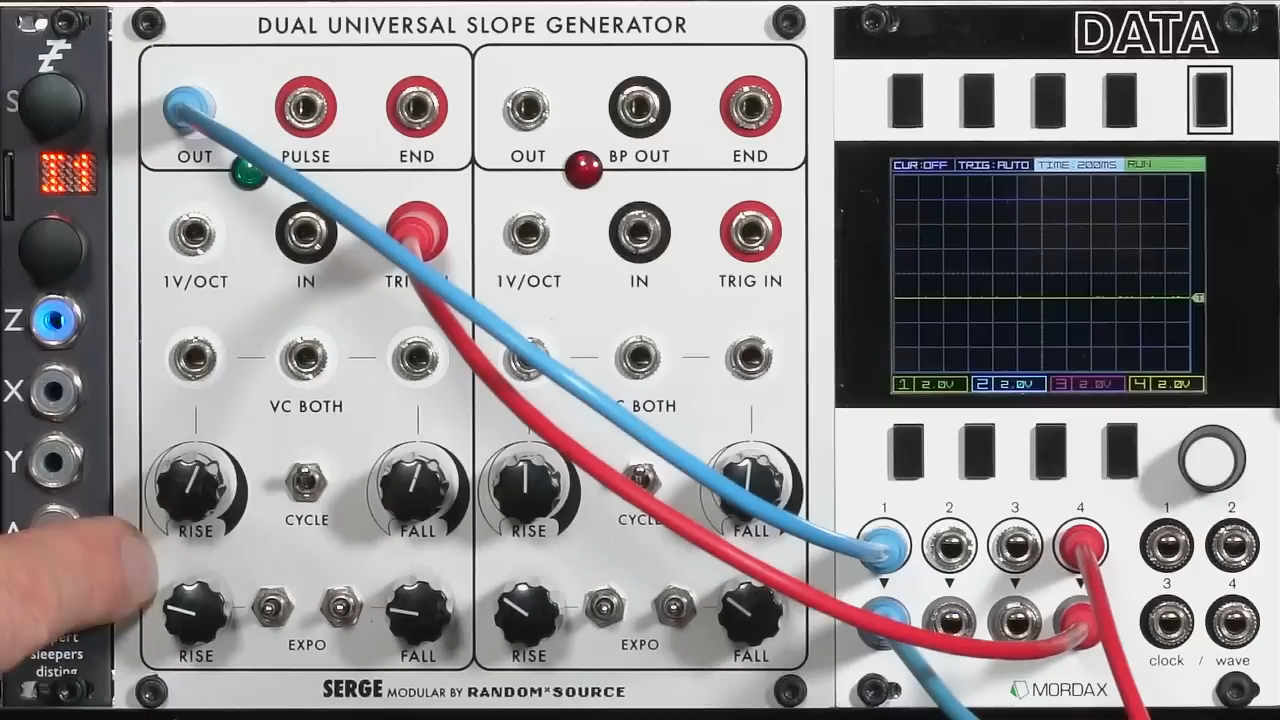 DUAL UNIVERSAL SLOPE GENERATOR
DATA
S
Z
X
Y
expert
sleepers
disting
OUT PULSE END
OUT BP OUT END
1V/OCT IN
1V/OCT IN TRIG IN
VC BOTH
RISE CYCLE FALL
RISE FALL
RISE EXPO FALL
RISE EXPO FALL
SERGE MODULAR BY RANDOM*SOURCE
CUR:OFF TRIG:AUTO TIME:200MS RUN
T
1 2.0V 2 2.0V 3 2.0V 4 2.0V
1 2 3 4
1 2
3 4
clock / wave
MORDAX